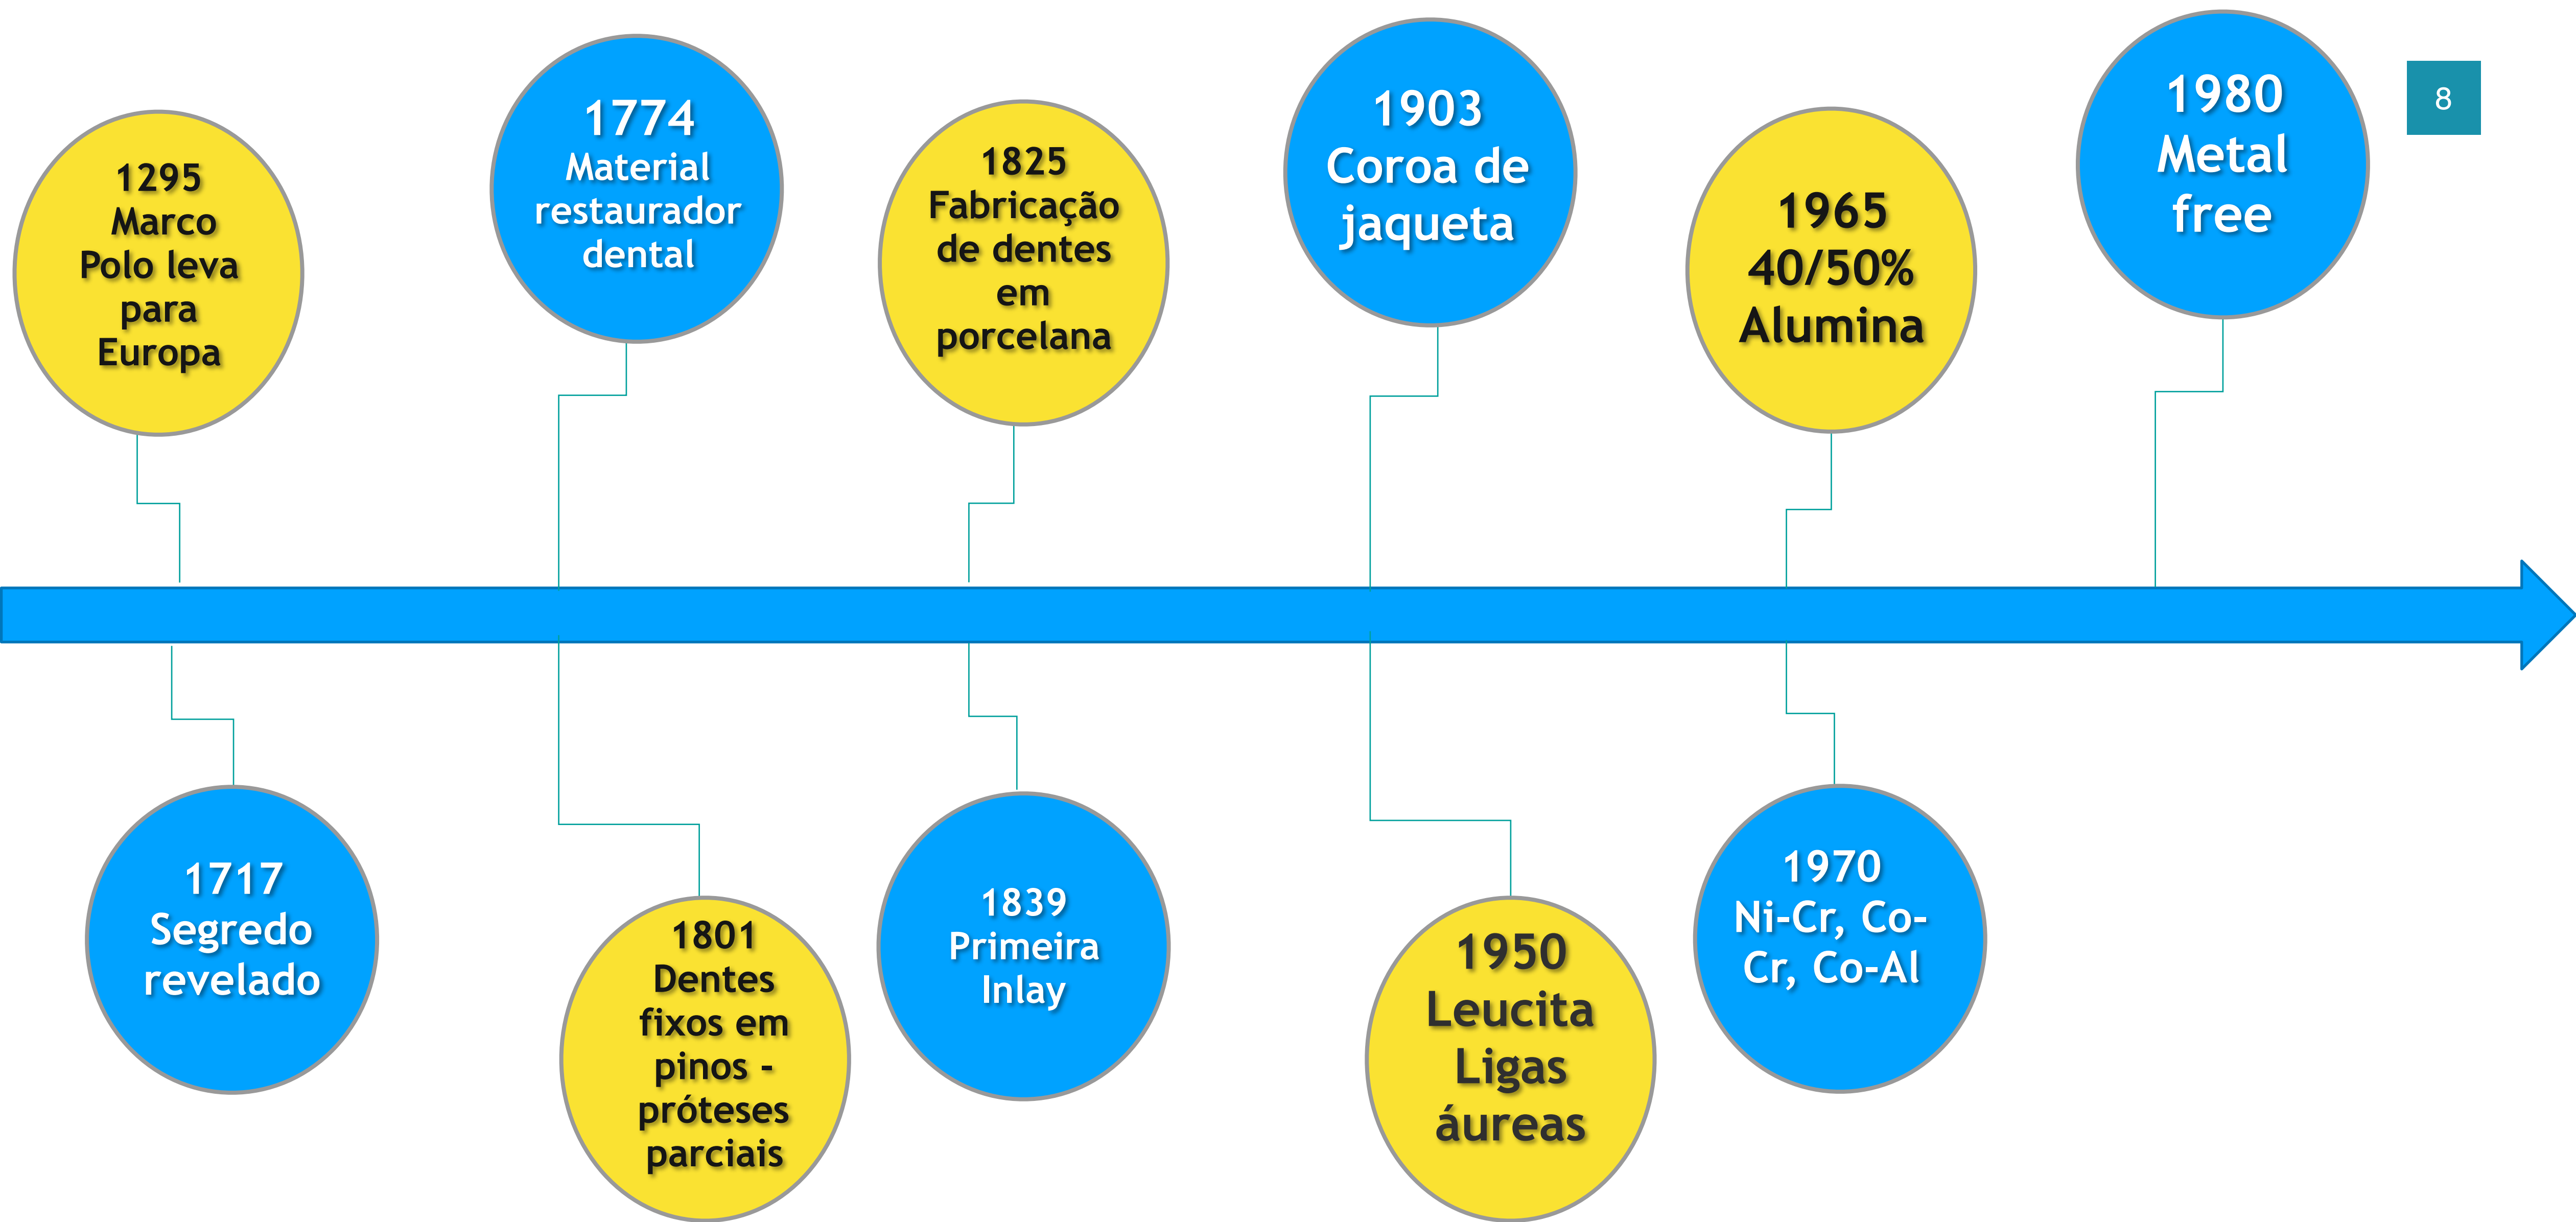 1295
Marco
Polo leva
para
Europa
1774
Material
restaurador
dental
1825
Fabricação
de dentes
em
porcelana
1903
Coroa de
jaqueta
1965
40/50%
Alumina
1980
Metal
free
8
1717
Segredo
revelado
1801
Dentes
fixos em
pinos -
próteses
parciais
1839
Primeira
Inlay
1950
Leucita
Ligas
áureas
1970
Ni-Cr, Co-
Cr, Co-Al